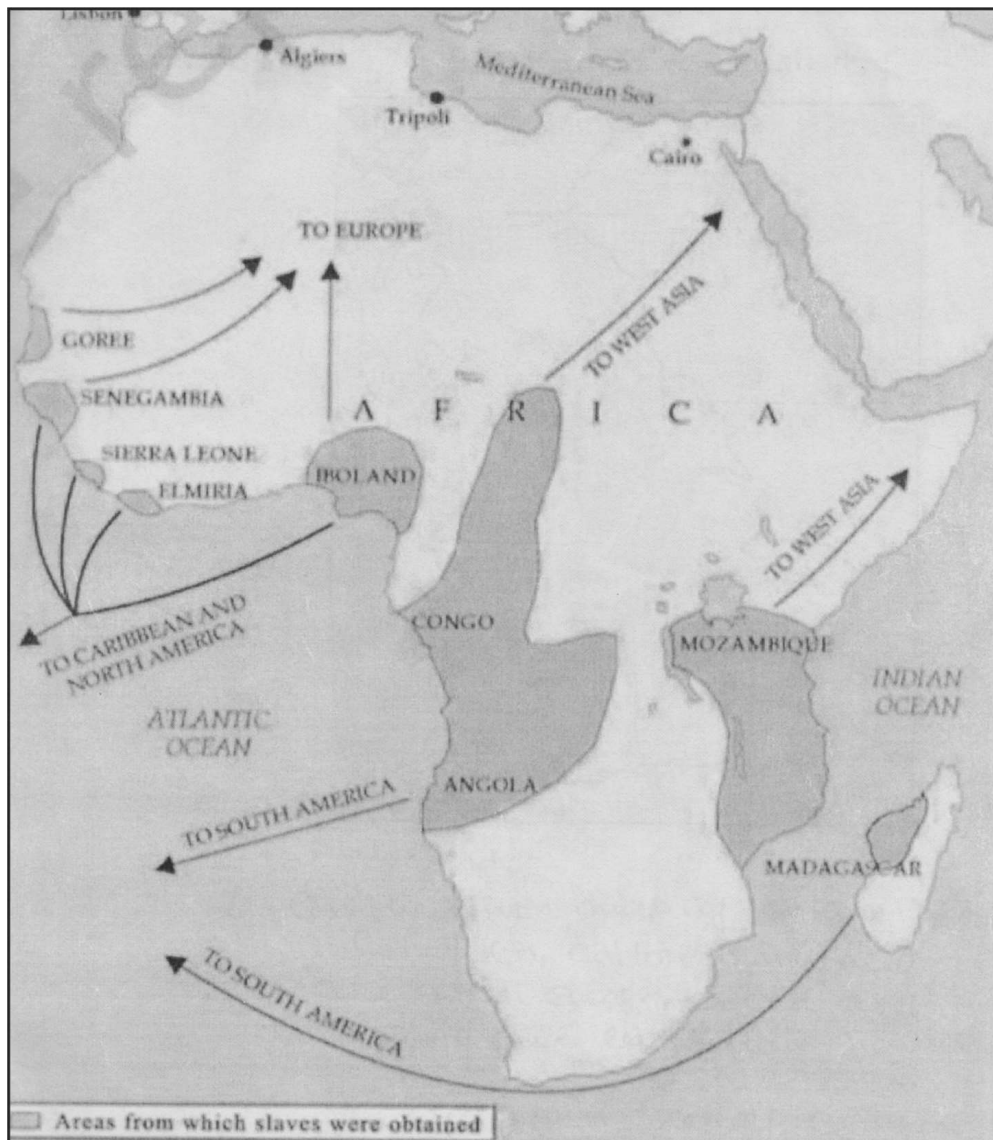 Lisbon
Algiers
Mediterranean Sea
Tripoli
Cairo
TO EUROPE
TO WEST ASIA
GOREE
SENEGAMBIA
AFRICA
SIERRA LEONE
IBOLAND
ELMIRIA
TO WEST ASIA
CONGO
MOZAMBIQUE
TO CARIBBEAN AND
NORTH AMERICA
INDIAN
OCEAN
ATLANTIC
OCEAN
ANGOLA
TO SOUTH AMERICA
MADAGASCAR
TO SOUTH AMERICA
Areas from which slaves were obtained